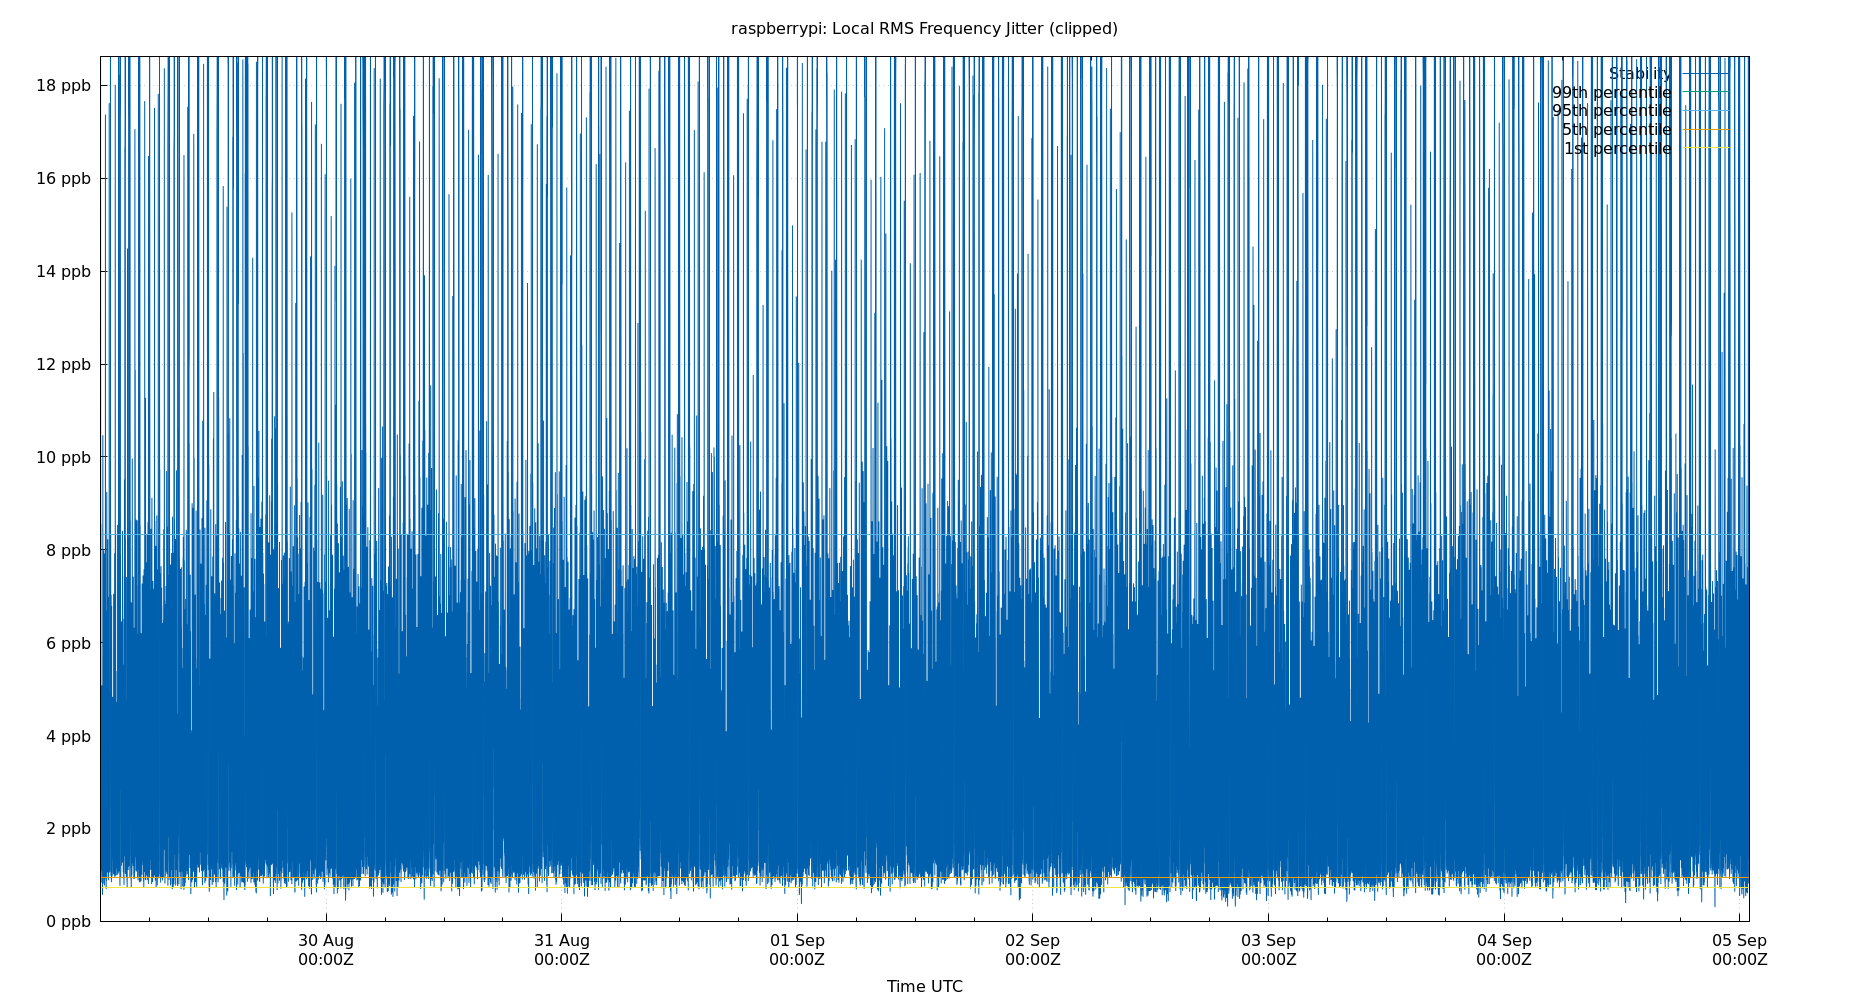 raspberrypi: Local RMS Frequency Jitter (clipped)
18 ppb
16 ppb
14 ppb
12 ppb
10 ppb
8 ppb
6 ppb
4 ppb
2 ppb
0 ppb
Stability
99th percentile
95th percentile
5th percentile
1st percentile
30 Aug 31 Aug 01 Sep 02 Sep 03 Sep 04 Sep 05 Sep
00:00Z 00:00Z 00:00Z 00:00Z 00:00Z 00:00Z 00:00Z
Time UTC